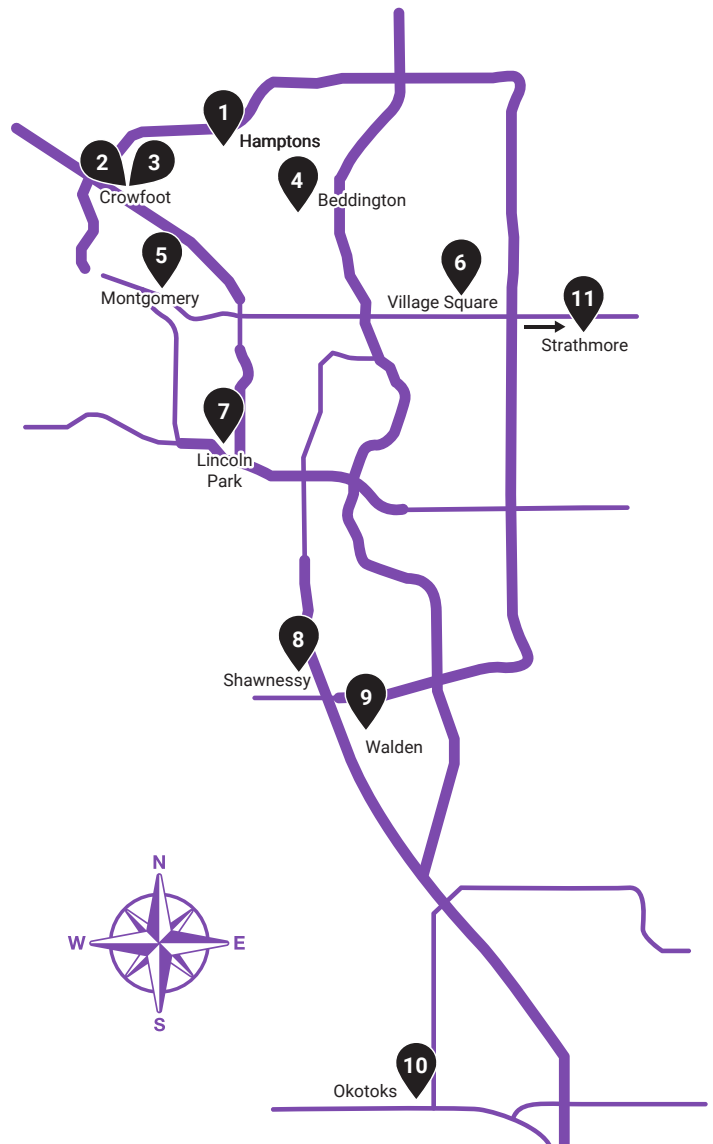 1
Hamptons
2
3
Crowfoot
4
Beddington
5
Montgomery
6
Village Square
11
Strathmore
7
Lincoln
Park
8
Shawnessy
9
Walden
N
W
E
S
10
Okotoks